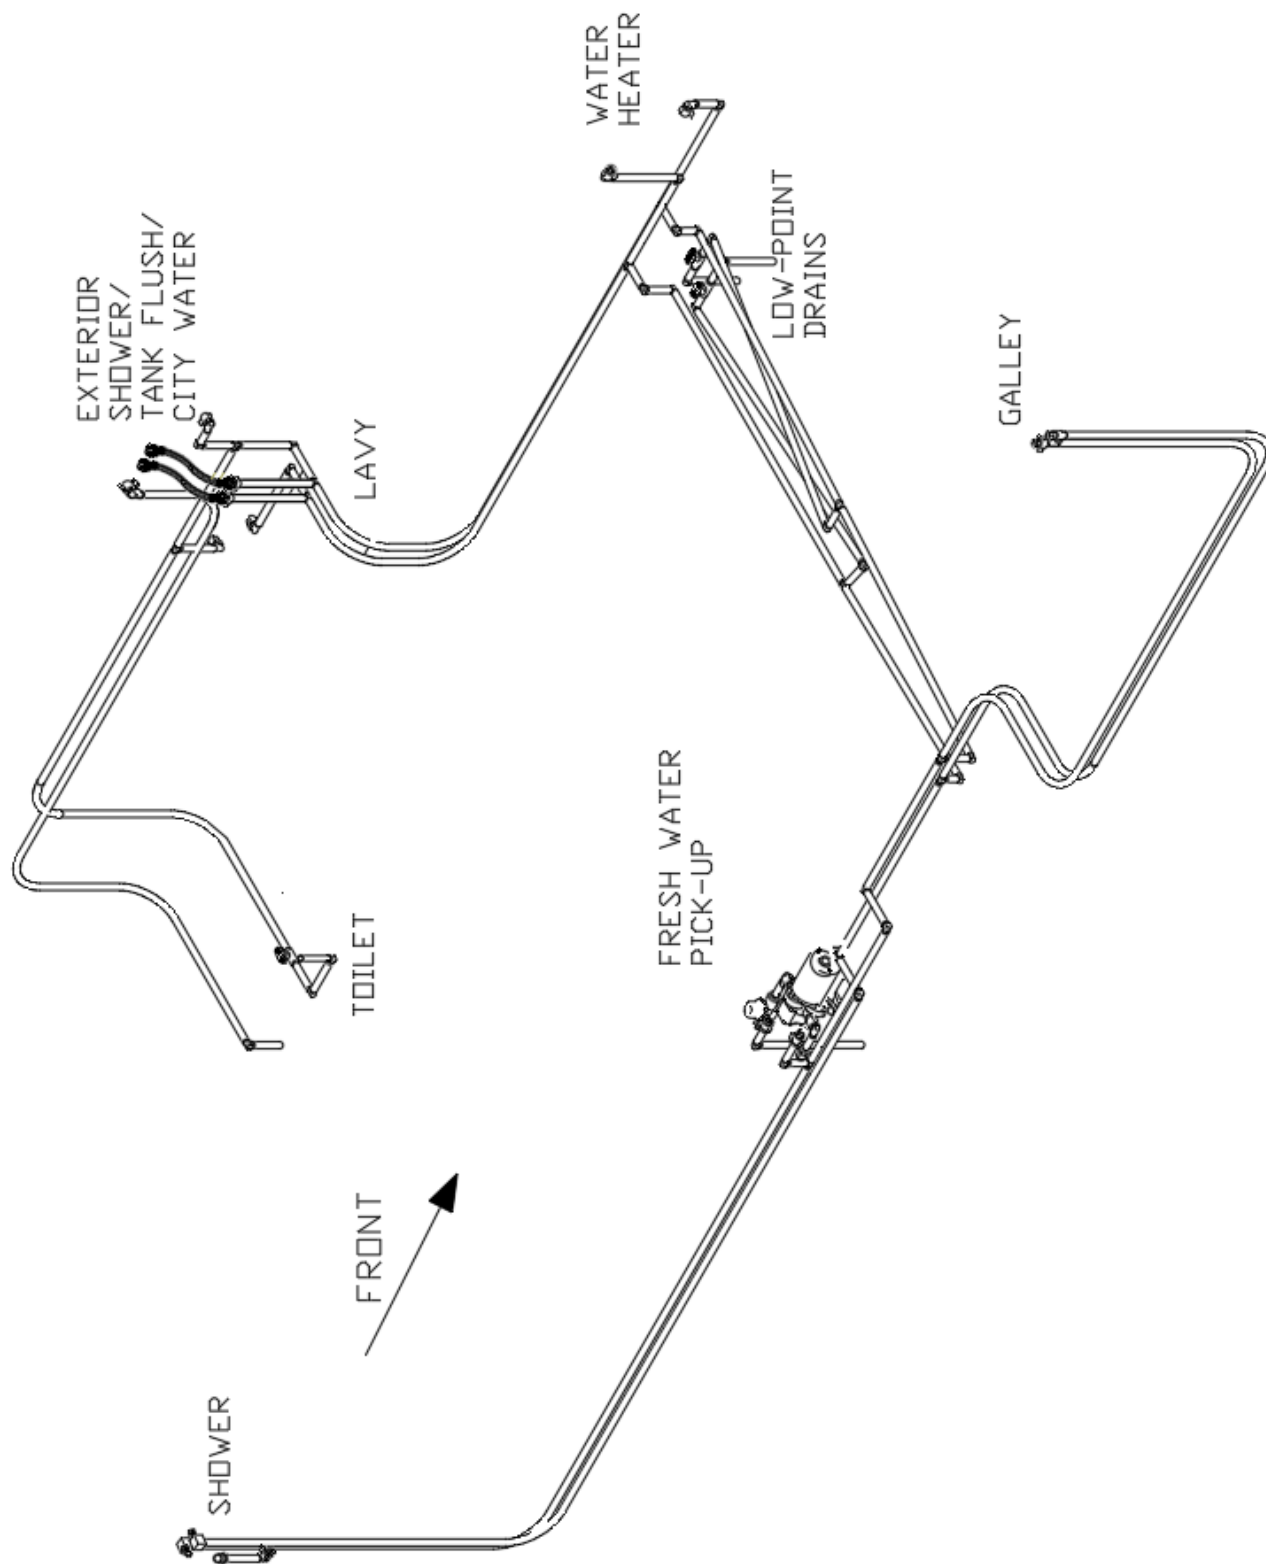 EXTERIOR
SHOWER/
TANK FLUSH/
CITY WATER
WATER
HEATER
LAVY
LOW-POINT
DRAINS
GALLEY
TOILET
FRESH WATER
PICK-UP
FRONT
SHOWER